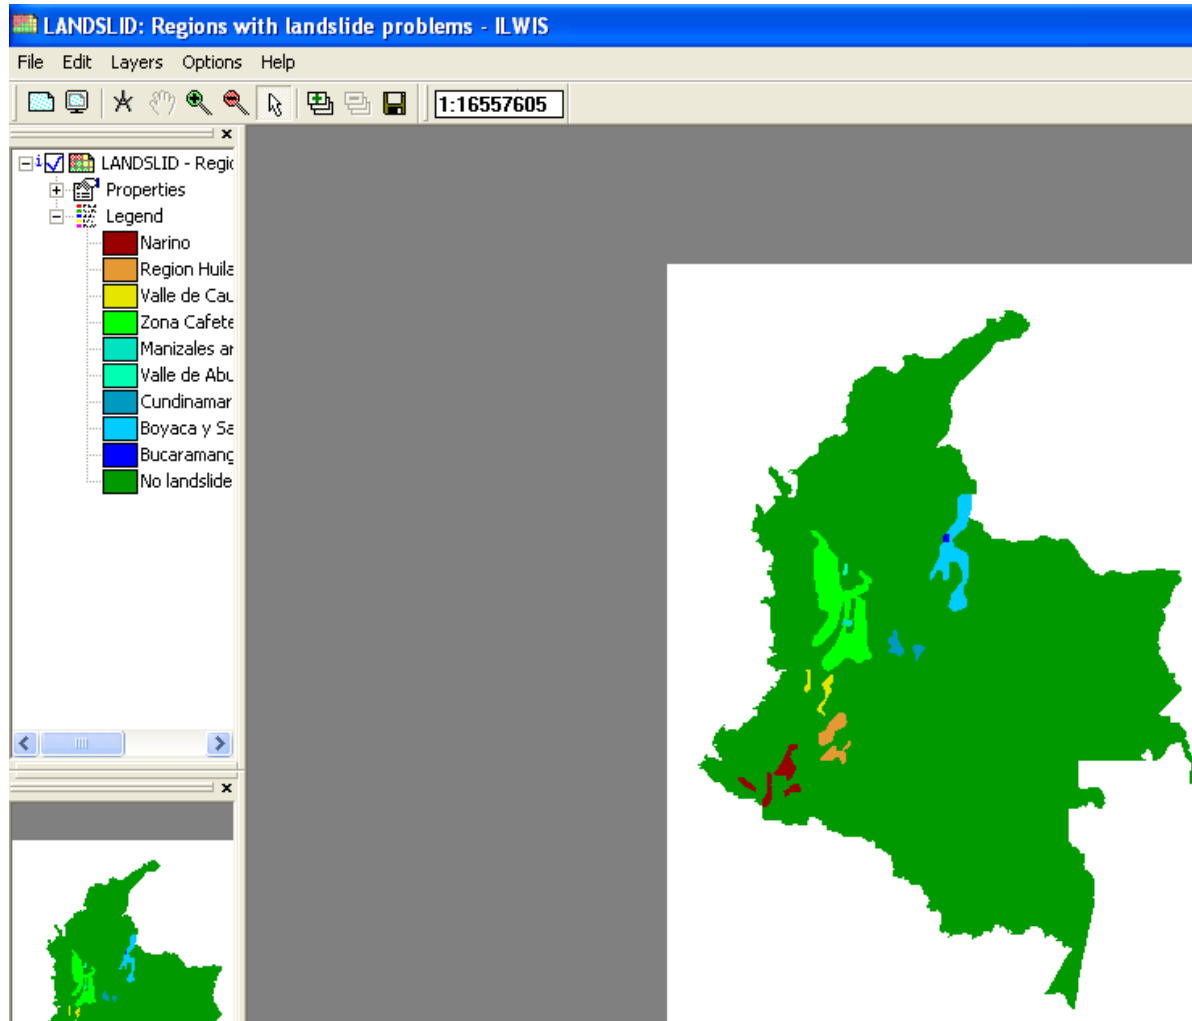 LANDSLID: Regions with landslide problems - ILWIS
File Edit Layers Options Help
1:16557605
LANDSLID - Regio
Properties
Legend
Narino
Region Huila
Valle de Cau
Zona Cafete
Manizales ar
Valle de Abu
Cundinamar
Boyaca y Sa
Bucaramang
No landslide